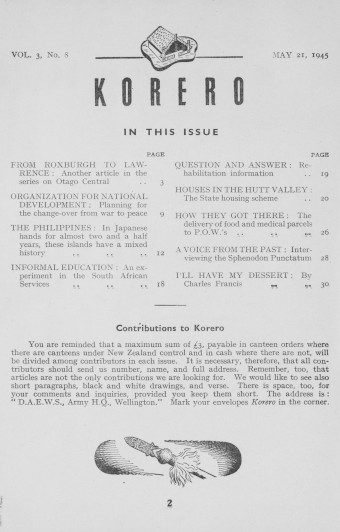 VOL. 3, No. 8
MAY 21, 1945
KORERO
IN THIS ISSUE
PAGE
FROM ROXBURGH TO LAW-
RENCE : Another article in the
series on Otago Central .. 3
ORGANIZATION FOR NATIONAL
DEVELOPMENT : Planning for
the change-over from war to peace 9
THE PHILIPPINES : In Japanese
hands for almost two and a half
years, these islands have a mixed
history ,, ,, ,, 12
INFORMAL EDUCATION : An ex-
periment in the South African
Services ,, ,, ,, 18
PAGE
QUESTION AND ANSWER : Re-
habilitation information .. 19
HOUSES IN THE HUTT VALLEY :
The State housing scheme .. 20
HOW THEY GOT THERE : The
delivery of food and medical parcels
to P.O.W.'s ,, ,, ,, 26
A VOICE FROM THE PAST : Inter-
viewing the Sphenodon Punctatum 28
I'LL HAVE MY DESSERT : By
Charles Francis ,, ,, 30
Contributions to Korero
You are reminded that a maximum sum of £3, payable in canteen orders where
there are canteens under New Zealand control and in cash where there are not, will
be divided among contributors in each issue. It is necessary, therefore, that all con-
tributors should send us number, name, and full address. Remember, too, that
articles are not the only contributions we are looking for. We would like to see also
short paragraphs, black and white drawings, and verse. There is space, too, for
your comments and inquiries, provided you keep them short. The address is :
" D.A.E.W.S., Army H.Q., Wellington." Mark your envelopes Korero in the corner.
2